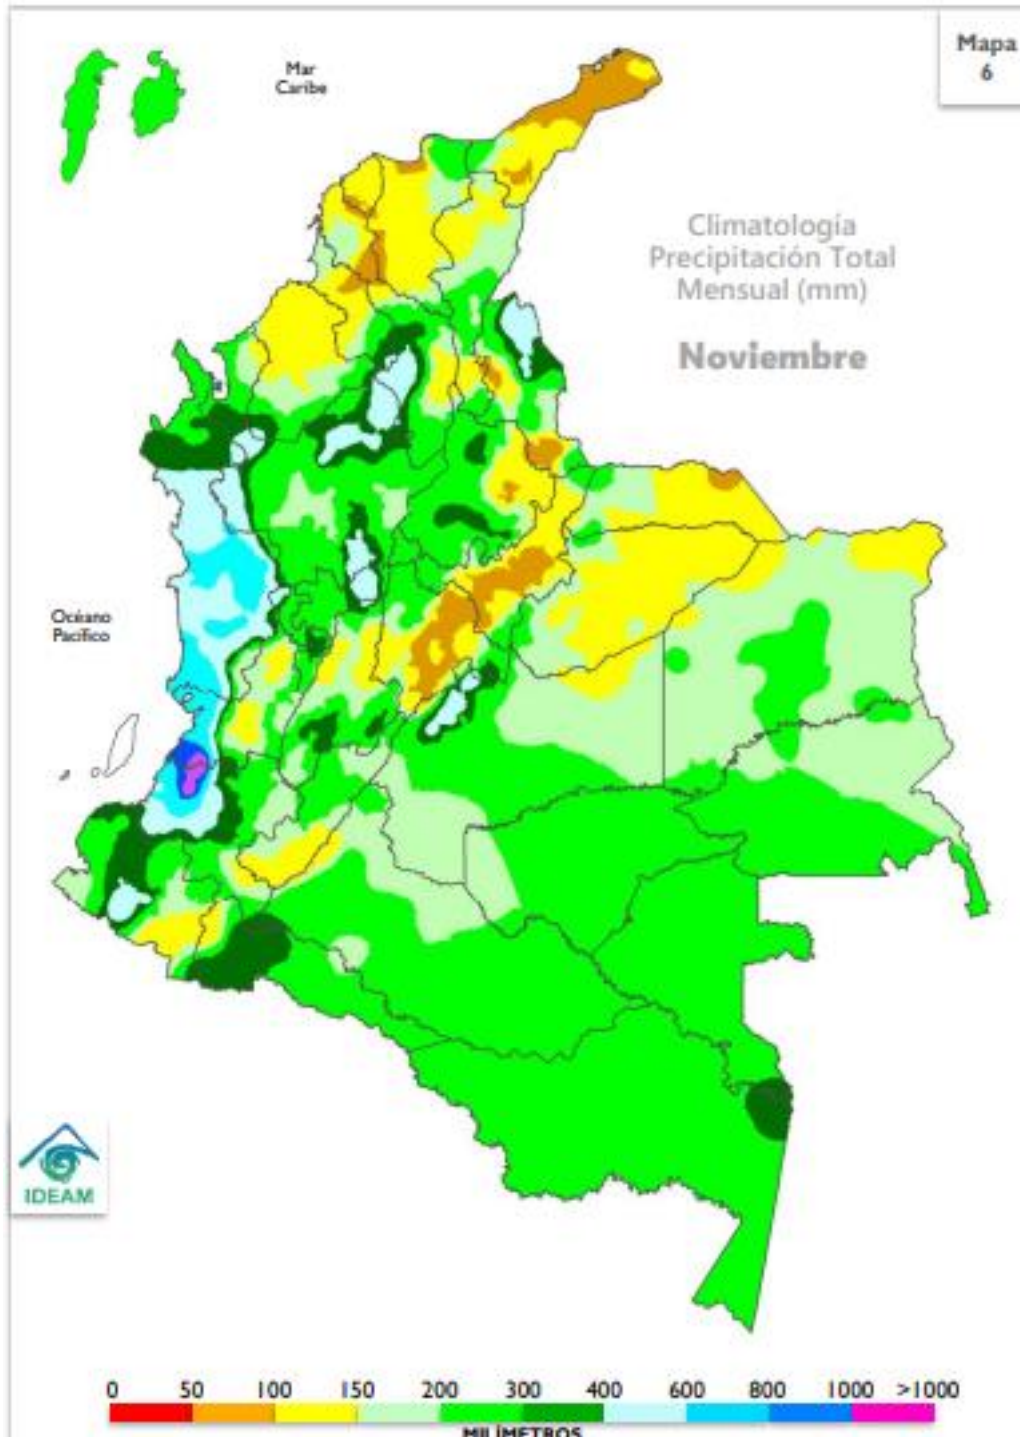 Mapa
6
Mar
Caribe
Climatología
Precipitación Total
Mensual (mm)
Noviembre
Océano
Pacífico
IDEAM
0 50 100 150 200 300 400 600 800 1000 >1000
MILÍMETROS